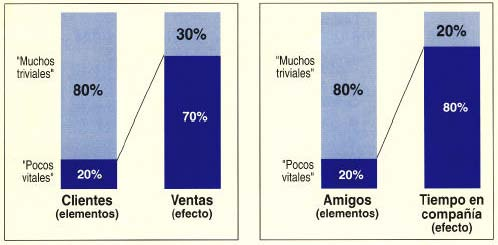 "Muchos
triviales"
80%
30%
70%
"Pocos
vitales"
20%
Clientes
(elementos)
Ventas
(efecto)
"Muchos
triviales"
80%
20%
80%
"Pocos
vitales"
20%
Amigos
(elementos)
Tiempo en
compañía
(efecto)